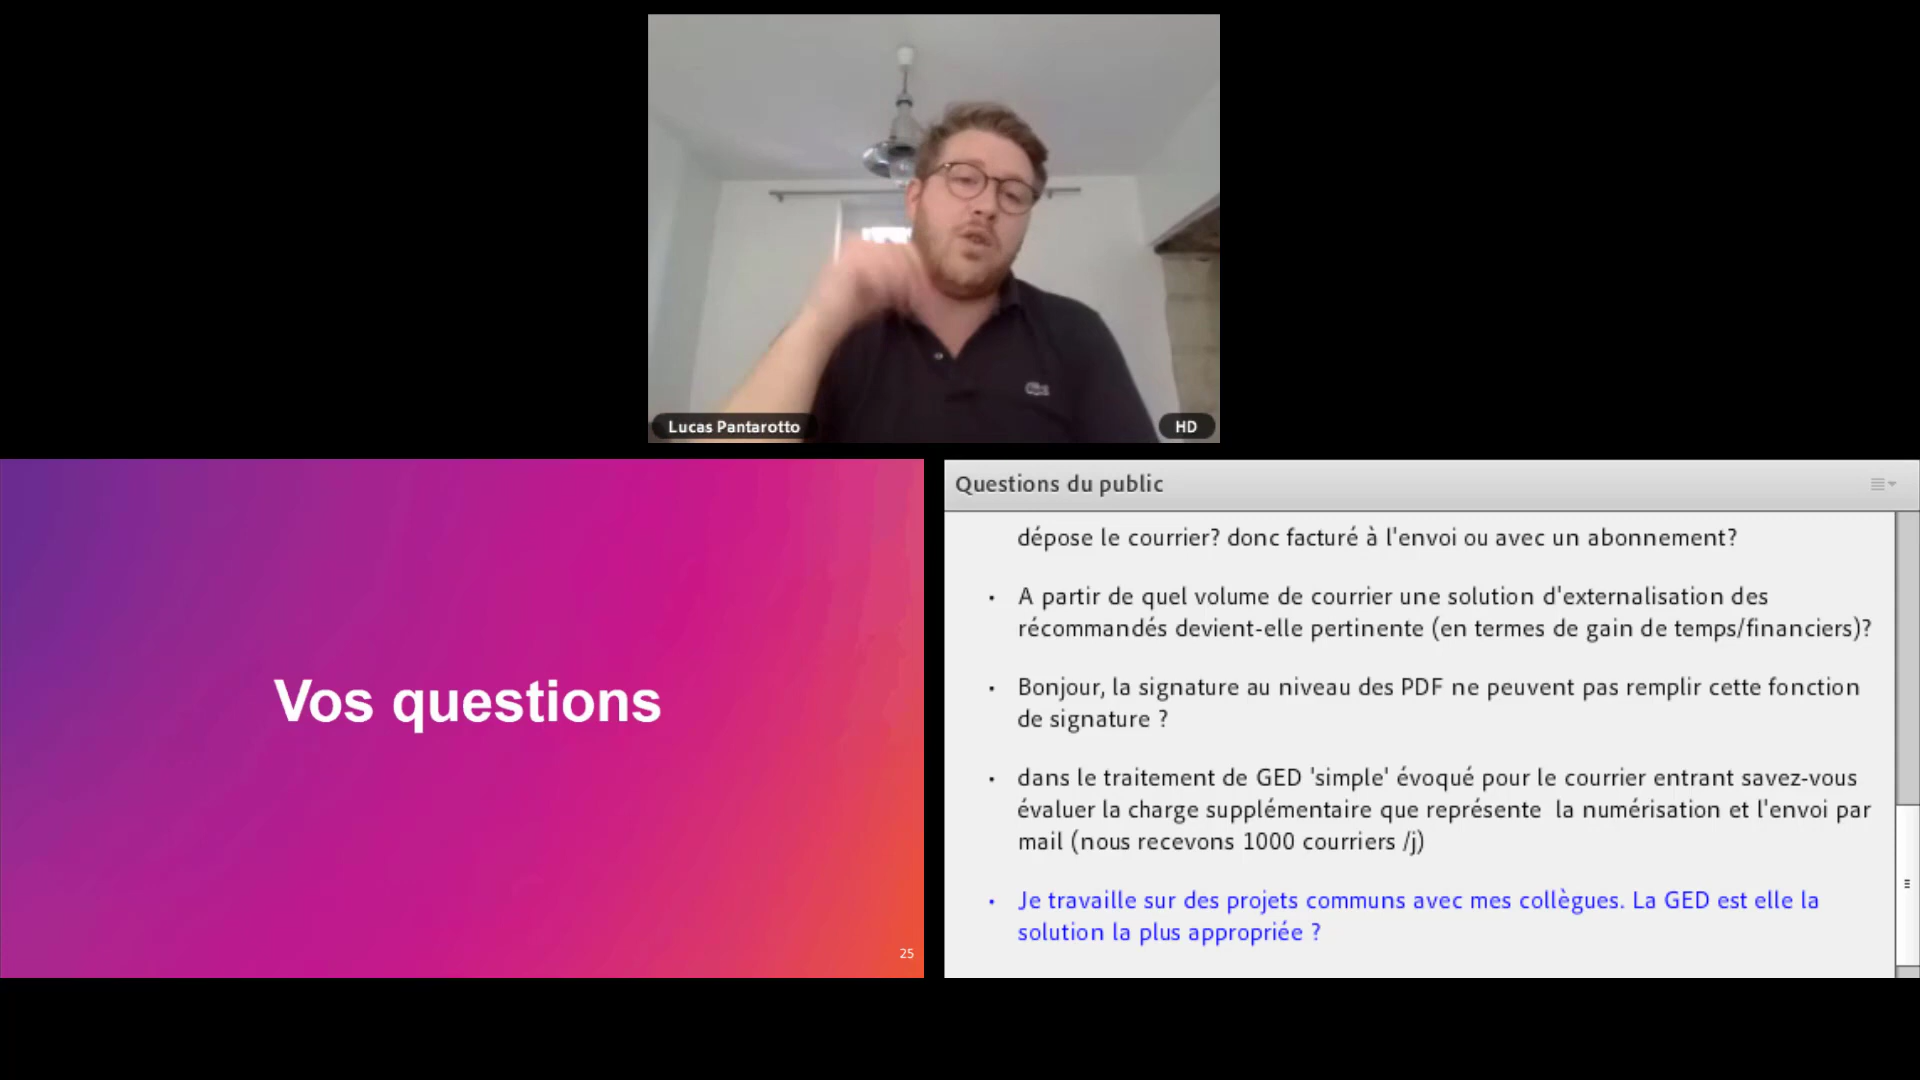 Lucas Pantarotto
HD
Vos questions
25
Questions du public
dépose le courrier? donc facturé à l'envoi ou avec un abonnement?
• A partir de quel volume de courrier une solution d'externalisation des
récommandés devient-elle pertinente (en termes de gain de temps/financiers)?
• Bonjour, la signature au niveau des PDF ne peuvent pas remplir cette fonction
de signature ?
• dans le traitement de GED 'simple' évoqué pour le courrier entrant savez-vous
évaluer la charge supplémentaire que représente  la numérisation et l'envoi par
mail (nous recevons 1000 courriers /j)
• Je travaille sur des projets communs avec mes collègues. La GED est elle la
solution la plus appropriée ?